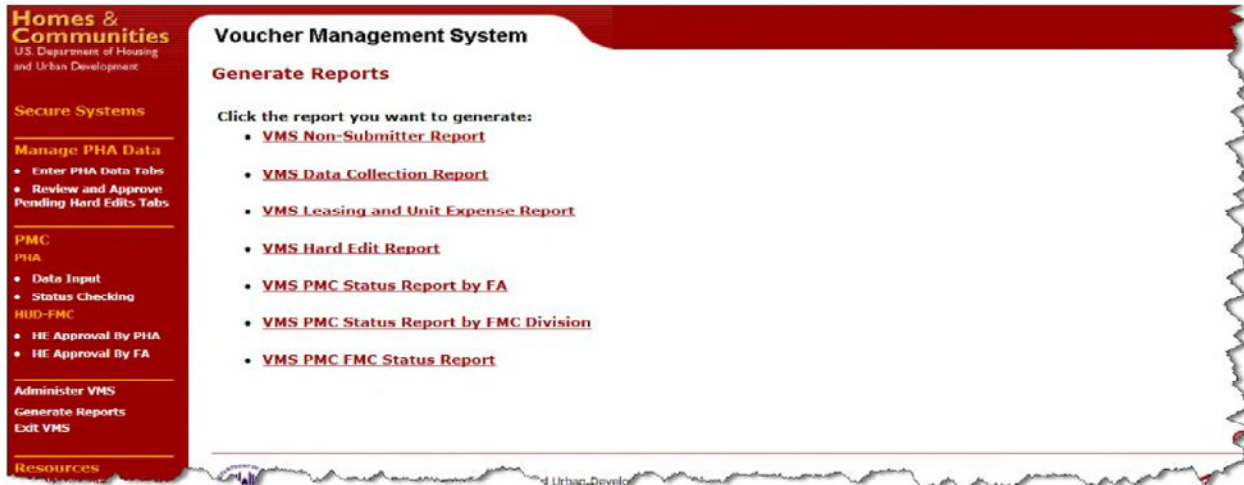 Homes &
Communities
U.S. Department of Housing
and Urban Development
Secure Systems
Manage PHA Data
• Enter PHA Data Tabs
• Review and Approve
Pending Hard Edits Tabs
PMC
PHA
• Data Input
• Status Checking
HUD-FMC
• HE Approval By PHA
• HE Approval By FA
Administer VMS
Generate Reports
Exit VMS
Resources
Voucher Management System
Generate Reports
Click the report you want to generate:
• VMS Non-Submitter Report
• VMS Data Collection Report
• VMS Leasing and Unit Expense Report
• VMS Hard Edit Report
• VMS PMC Status Report by FA
• VMS PMC Status Report by FMC Division
• VMS PMC FMC Status Report
Urban